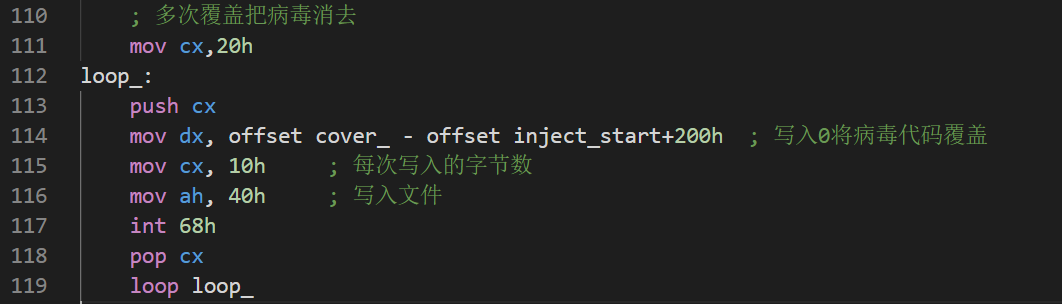 110 ; 多次覆盖把病毒消去
111 mov cx,20h
112 loop_:
113 push cx
114 mov dx, offset cover_ - offset inject_start+200h ; 写入0将病毒代码覆盖
115 mov cx, 10h ; 每次写入的字节数
116 mov ah, 40h ; 写入文件
117 int 68h
118 pop cx
119 loop loop_